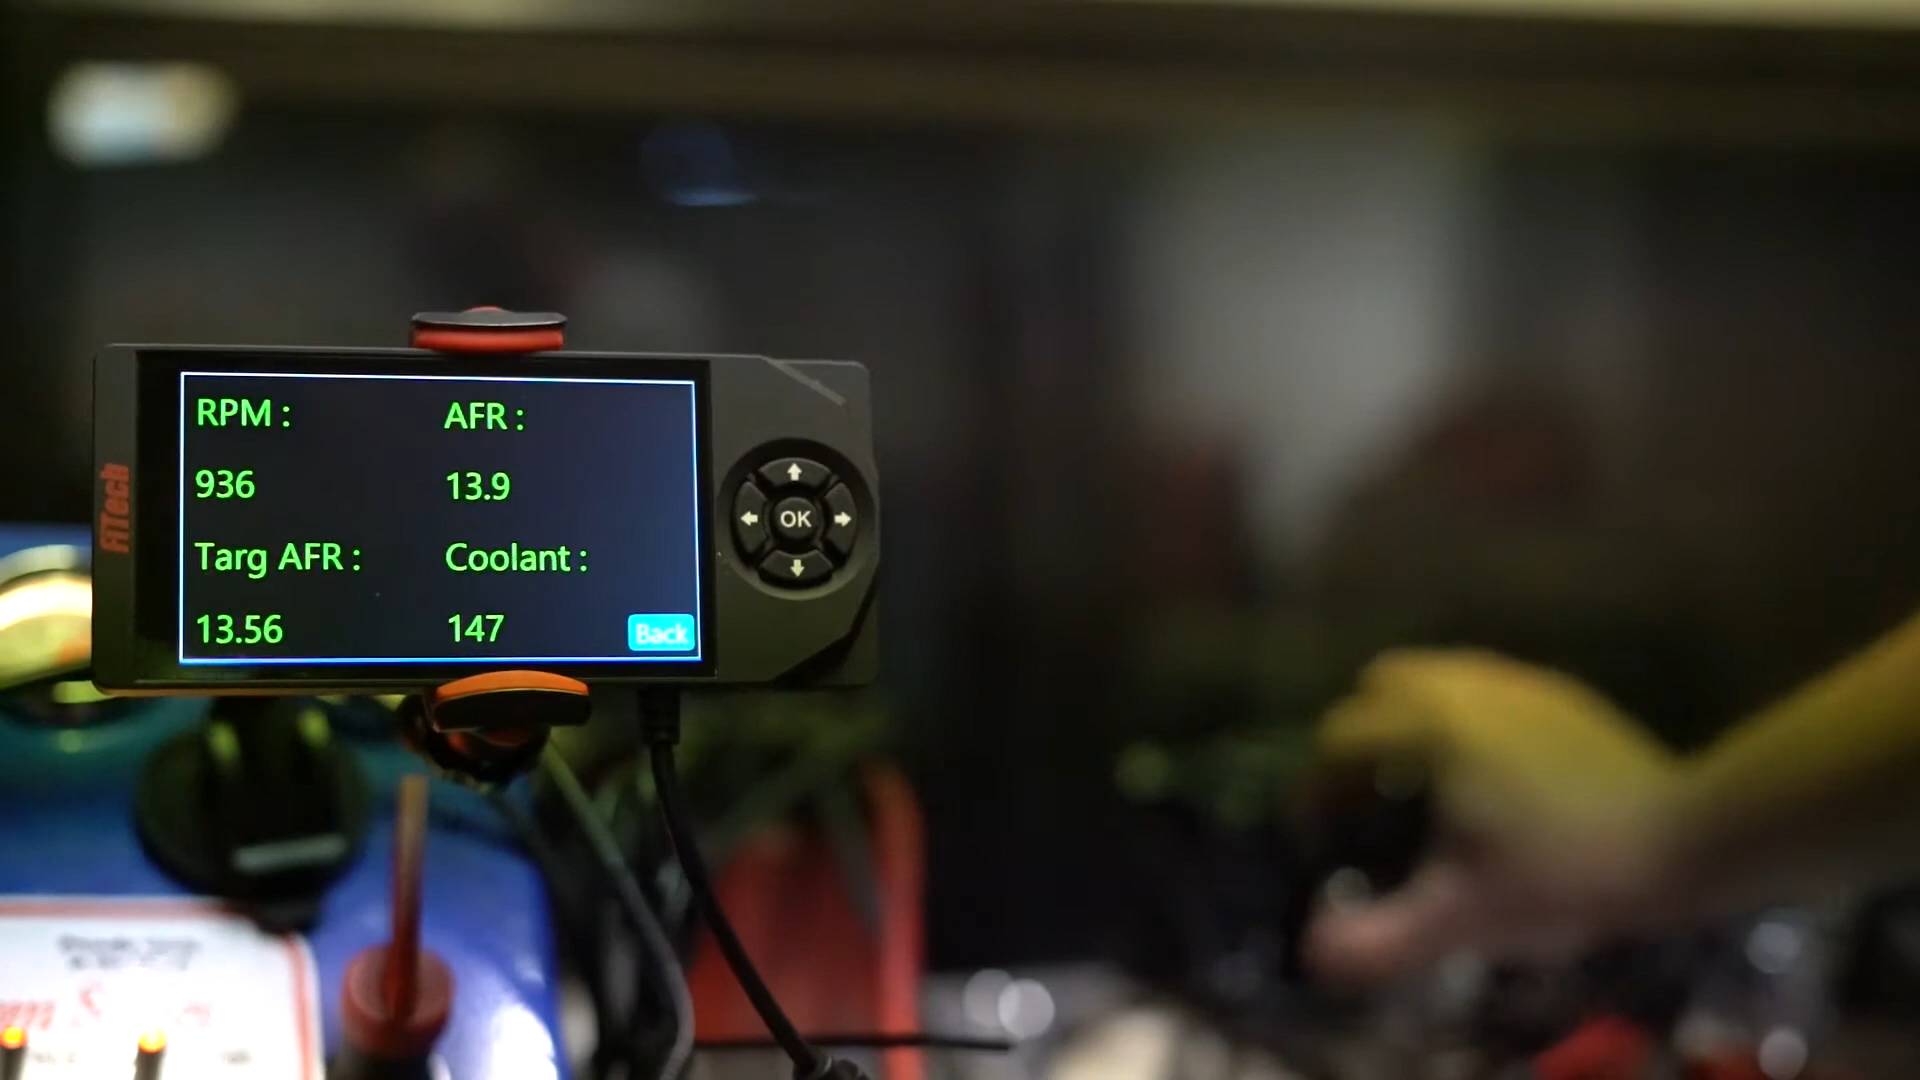 FiTech
RPM : AFR :
936 13.9
Targ AFR : Coolant :
13.56 147
Back
OK